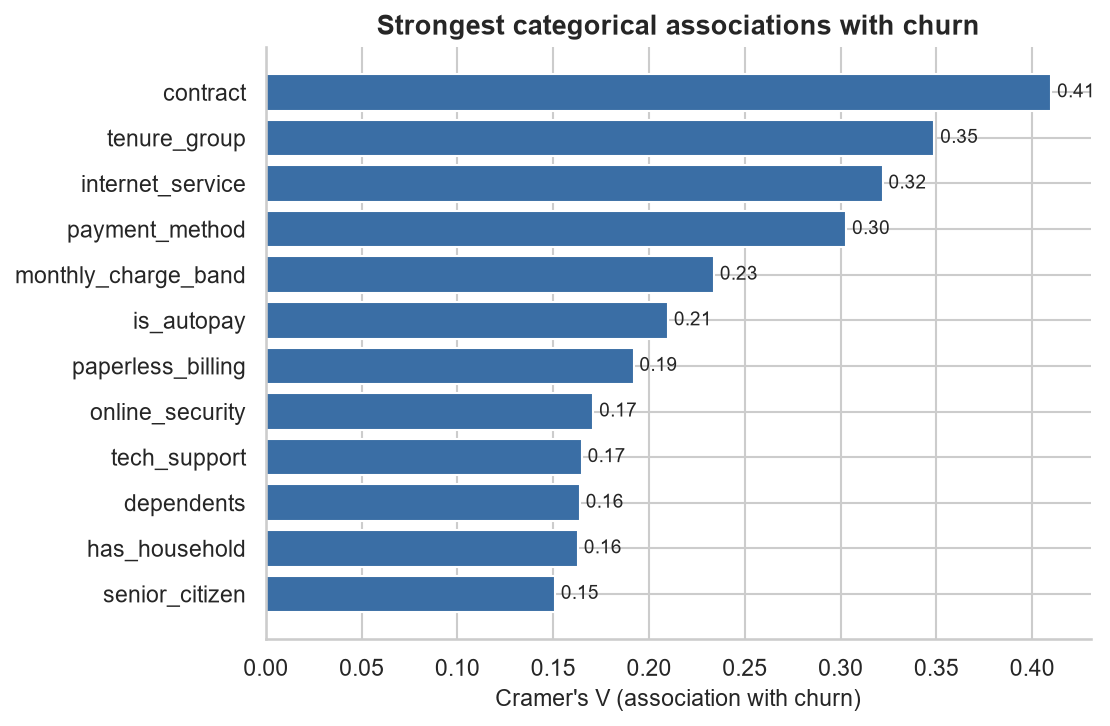 Strongest categorical associations with churn
contract 0.41
tenure_group 0.35
internet_service 0.32
payment_method 0.30
monthly_charge_band 0.23
is_autopay 0.21
paperless_billing 0.19
online_security 0.17
tech_support 0.17
dependents 0.16
has_household 0.16
senior_citizen 0.15
0.00 0.05 0.10 0.15 0.20 0.25 0.30 0.35 0.40
Cramer's V (association with churn)